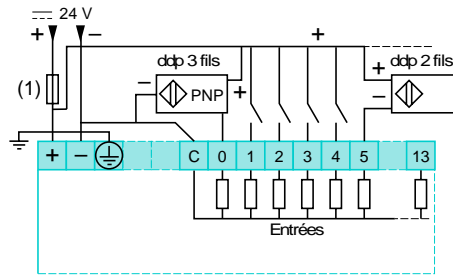 ⎓ 24 V
+ −
+
ddp 3 fils
ddp 2 fils
(1)
− PNP +
+
−
+ − C 0 1 2 3 4 5 13
Entrées